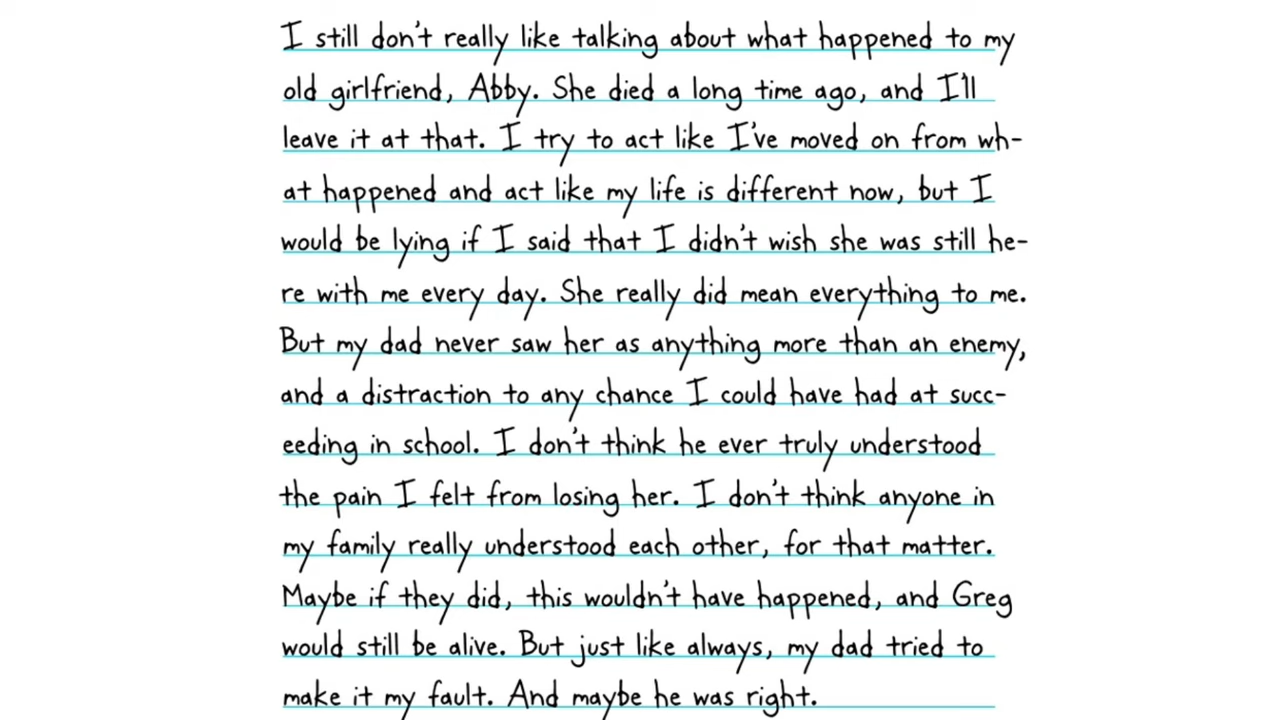 I still don't really like talking about what happened to my
old girlfriend, Abby. She died a long time ago, and I'll
leave it at that. I try to act like I've moved on from wh-
at happened and act like my life is different now, but I
would be lying if I said that I didn't wish she was still he-
re with me every day. She really did mean everything to me.
But my dad never saw her as anything more than an enemy,
and a distraction to any chance I could have had at succ-
eeding in school. I don't think he ever truly understood
the pain I felt from losing her. I don't think anyone in
my family really understood each other, for that matter.
Maybe if they did, this wouldn't have happened, and Greg
would still be alive. But just like always, my dad tried to
make it my fault. And maybe he was right.